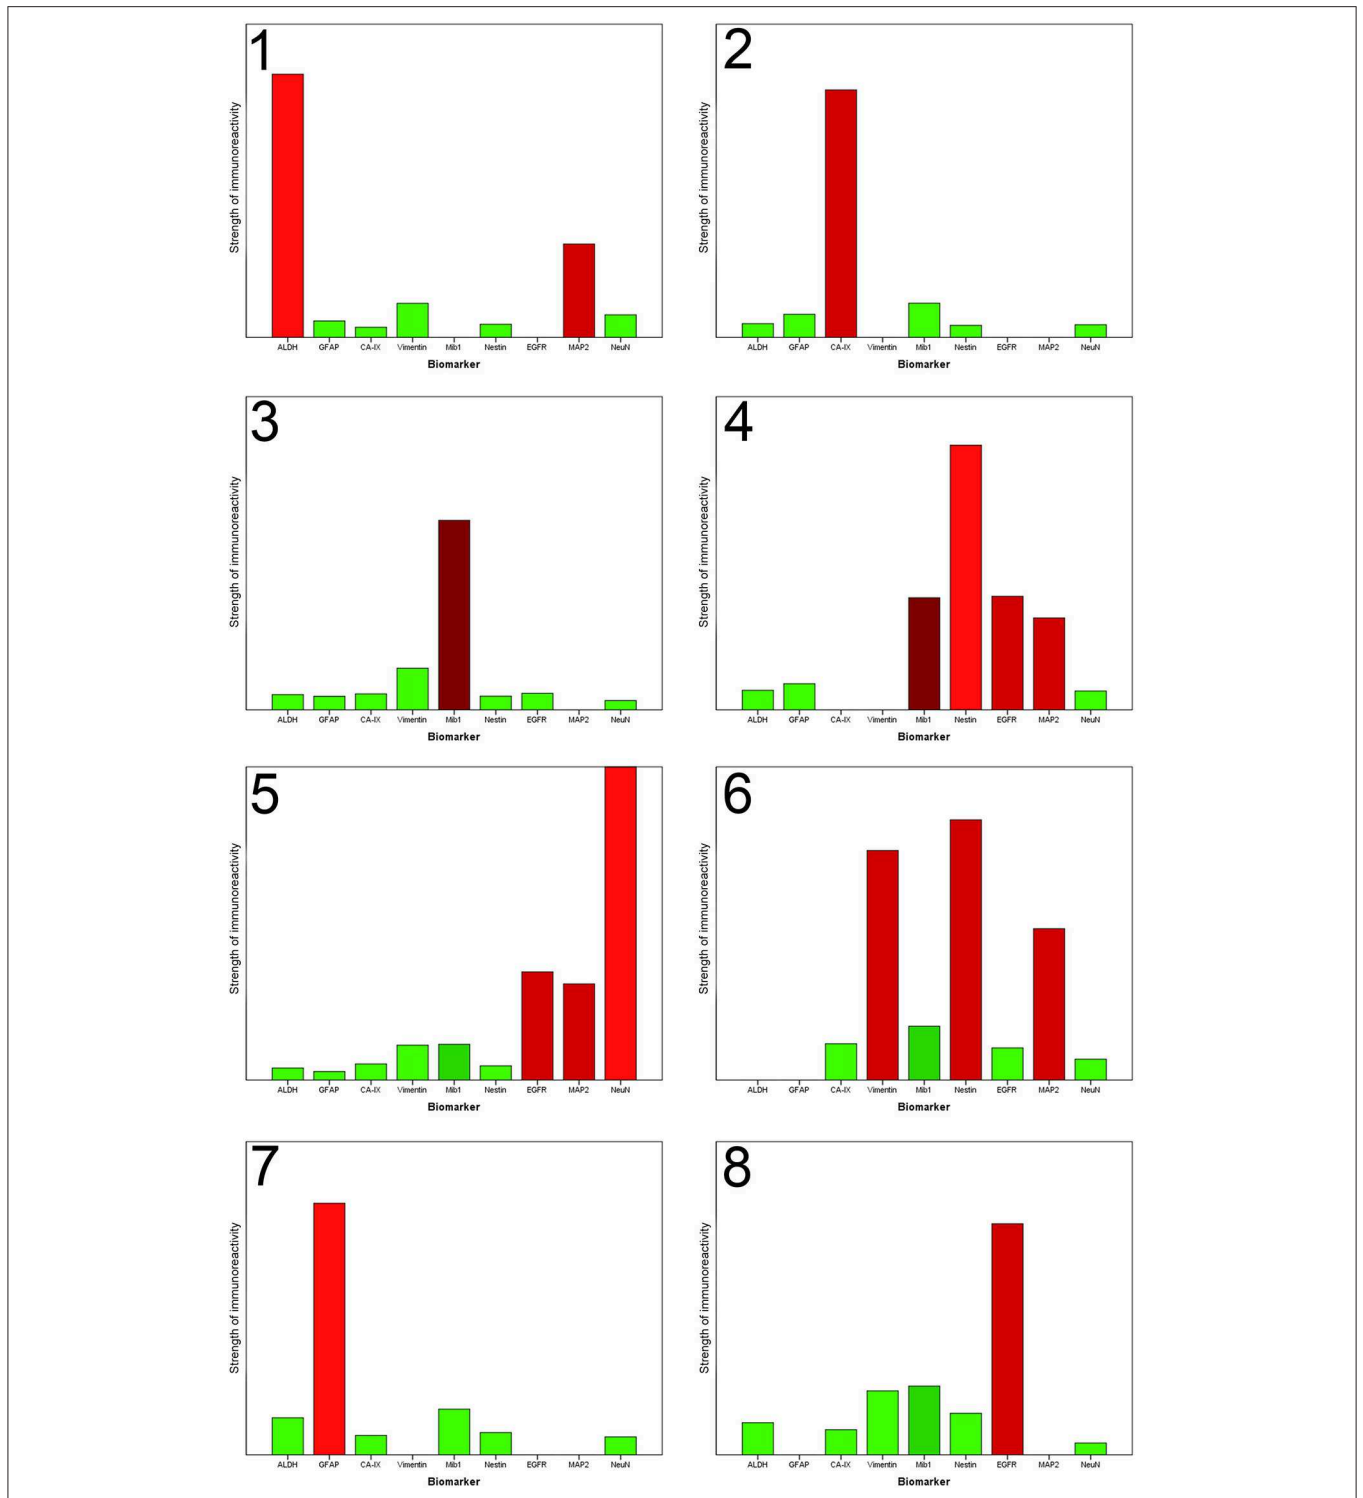 1
Strength of immunoreactivity
ALDH GFAP CA-IX Vimentin Mib1 Nestin EGFR MAP2 NeuN
Biomarker
2
Strength of immunoreactivity
ALDH GFAP CA-IX Vimentin Mib1 Nestin EGFR MAP2 NeuN
Biomarker
3
Strength of immunoreactivity
ALDH GFAP CA-IX Vimentin Mib1 Nestin EGFR MAP2 NeuN
Biomarker
4
Strength of immunoreactivity
ALDH GFAP CA-IX Vimentin Mib1 Nestin EGFR MAP2 NeuN
Biomarker
5
Strength of immunoreactivity
ALDH GFAP CA-IX Vimentin Mib1 Nestin EGFR MAP2 NeuN
Biomarker
6
Strength of immunoreactivity
ALDH GFAP CA-IX Vimentin Mib1 Nestin EGFR MAP2 NeuN
Biomarker
7
Strength of immunoreactivity
ALDH GFAP CA-IX Vimentin Mib1 Nestin EGFR MAP2 NeuN
Biomarker
8
Strength of immunoreactivity
ALDH GFAP CA-IX Vimentin Mib1 Nestin EGFR MAP2 NeuN
Biomarker